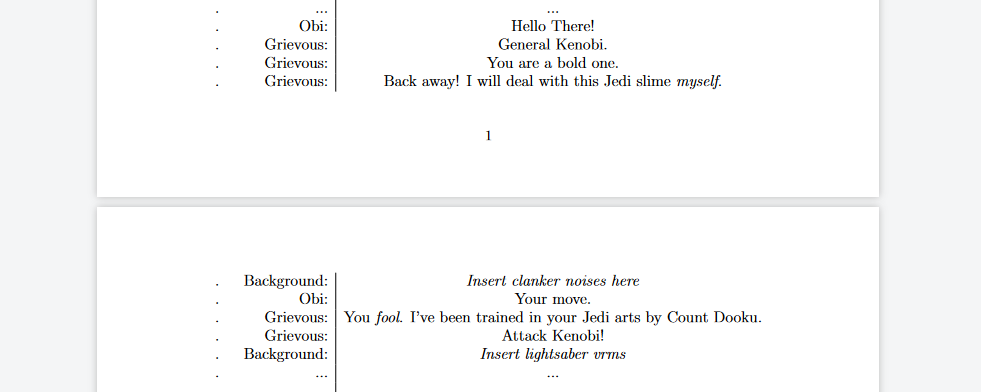 . ... ...
. Obi: Hello There!
. Grievous: General Kenobi.
. Grievous: You are a bold one.
. Grievous: Back away! I will deal with this Jedi slime myself.
1
. Background: Insert clanker noises here
. Obi: Your move.
. Grievous: You fool. I've been trained in your Jedi arts by Count Dooku.
. Grievous: Attack Kenobi!
. Background: Insert lightsaber vrms
. ... ...